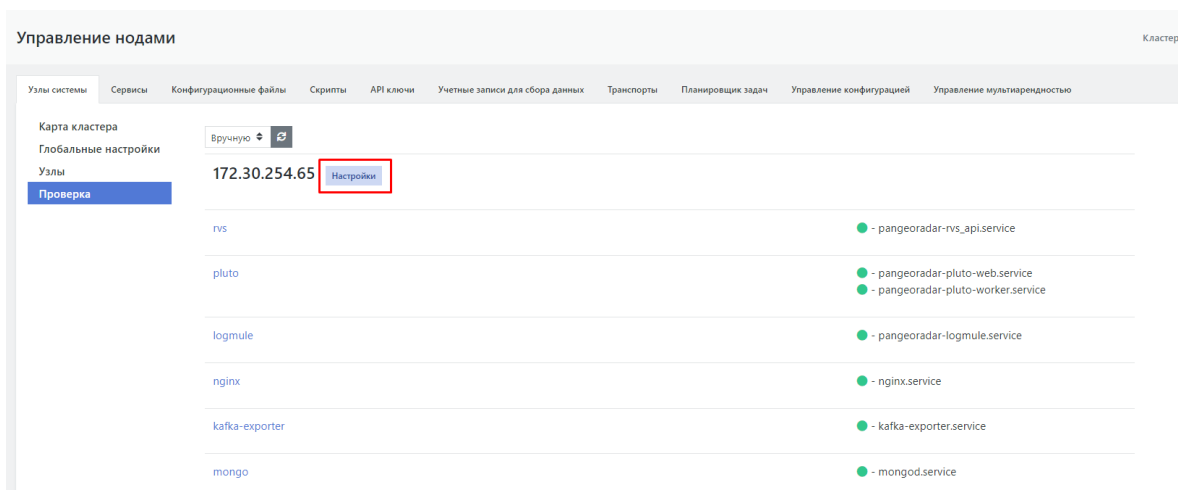 Управление нодами
Кластер
Узлы системы Сервисы Конфигурационные файлы Скрипты API ключи Учетные записи для сбора данных Транспорты Планировщик задач Управление конфигурацией Управление мультиарендностью
Карта кластера
Глобальные настройки
Узлы
Проверка
Вручную
172.30.254.65 Настройки
rvs - pangeoradar-rvs_api.service
pluto - pangeoradar-pluto-web.service
- pangeoradar-pluto-worker.service
logmule - pangeoradar-logmule.service
nginx - nginx.service
kafka-exporter - kafka-exporter.service
mongo - mongod.service